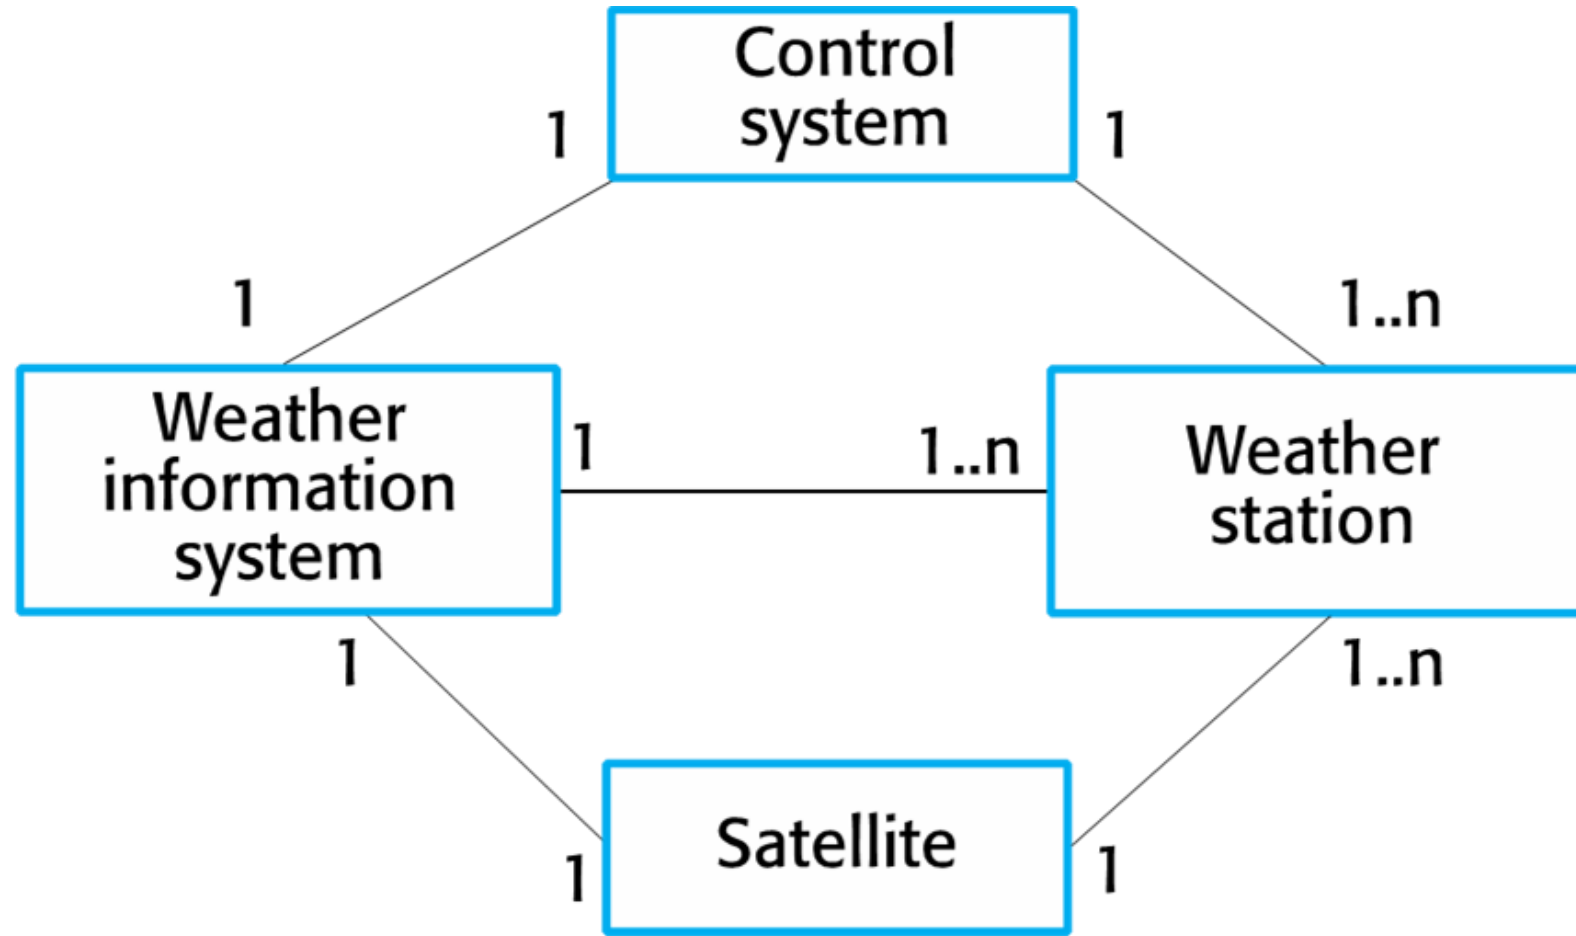 Control
system
1
1
1
1..n
Weather
information
system
1
1..n
Weather
station
1
1..n
Satellite
1
1